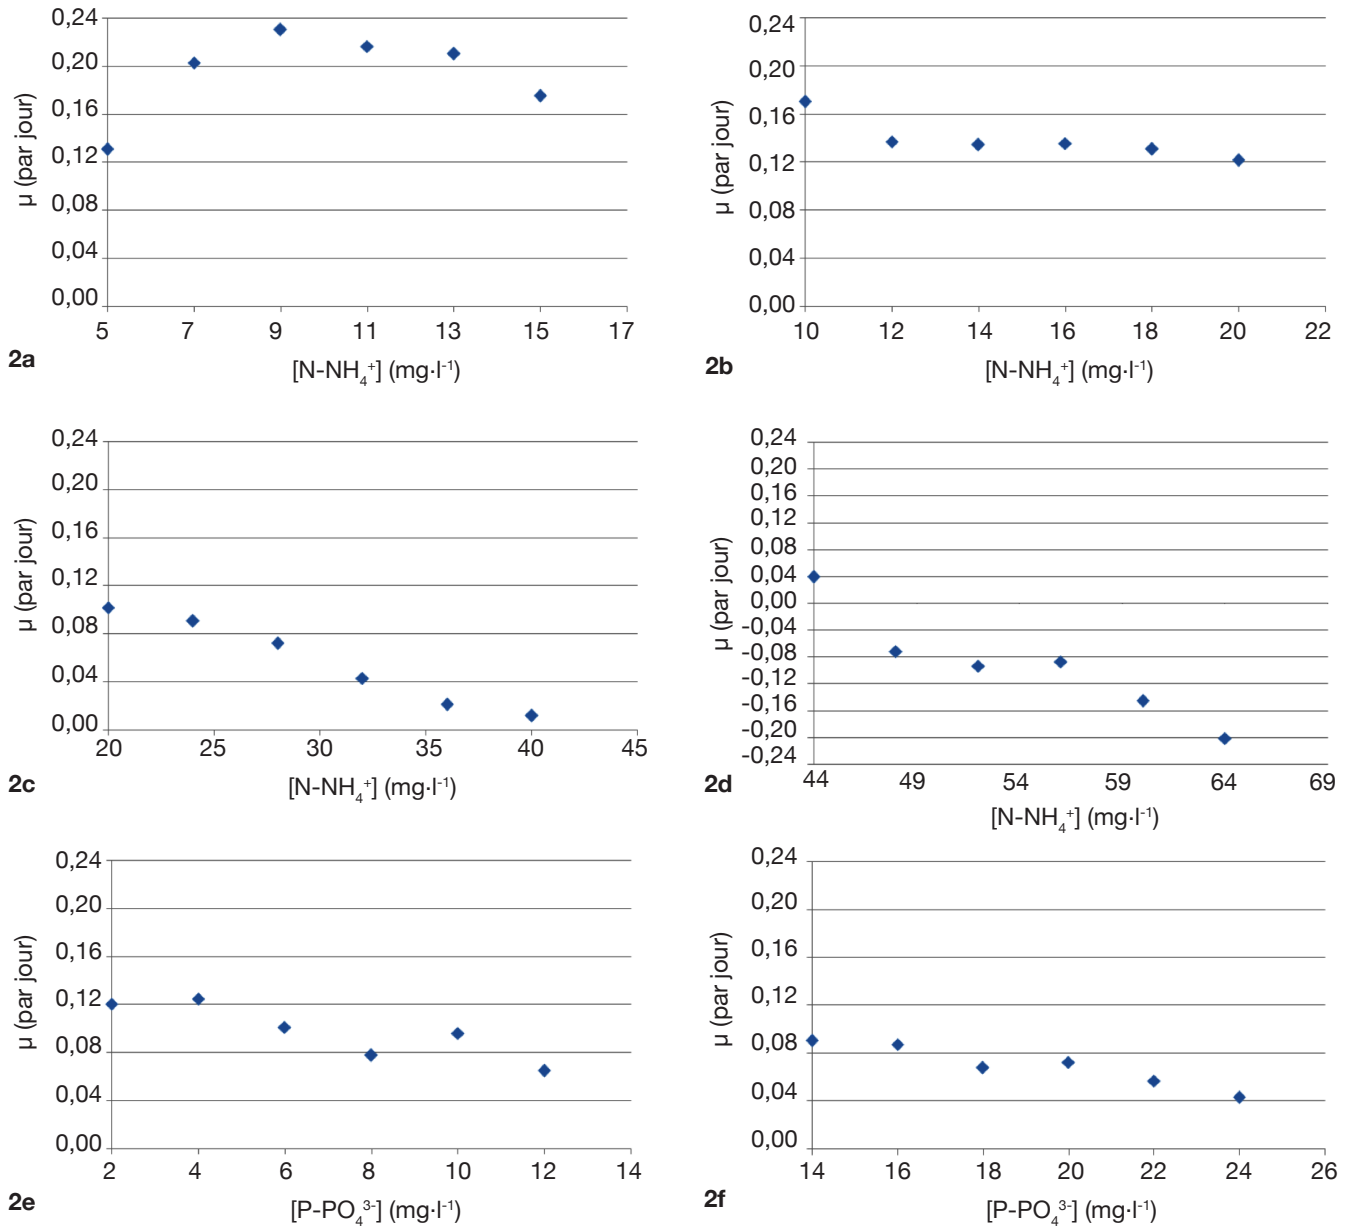 0,24
0,20
0,16
0,12
0,08
0,04
0,00
µ (par jour)
5 7 9 11 13 15 17
[N-NH₄⁺] (mg·l⁻¹)
2a
0,24
0,20
0,16
0,12
0,08
0,04
0,00
µ (par jour)
10 12 14 16 18 20 22
[N-NH₄⁺] (mg·l⁻¹)
2b
0,24
0,20
0,16
0,12
0,08
0,04
0,00
µ (par jour)
20 25 30 35 40 45
[N-NH₄⁺] (mg·l⁻¹)
2c
0,24
0,20
0,16
0,12
0,08
0,04
0,00
-0,04
-0,08
-0,12
-0,16
-0,20
-0,24
µ (par jour)
44 49 54 59 64 69
[N-NH₄⁺] (mg·l⁻¹)
2d
0,24
0,20
0,16
0,12
0,08
0,04
0,00
µ (par jour)
2 4 6 8 10 12 14
[P-PO₄³⁻] (mg·l⁻¹)
2e
0,24
0,20
0,16
0,12
0,08
0,04
0,00
µ (par jour)
14 16 18 20 22 24 26
[P-PO₄³⁻] (mg·l⁻¹)
2f